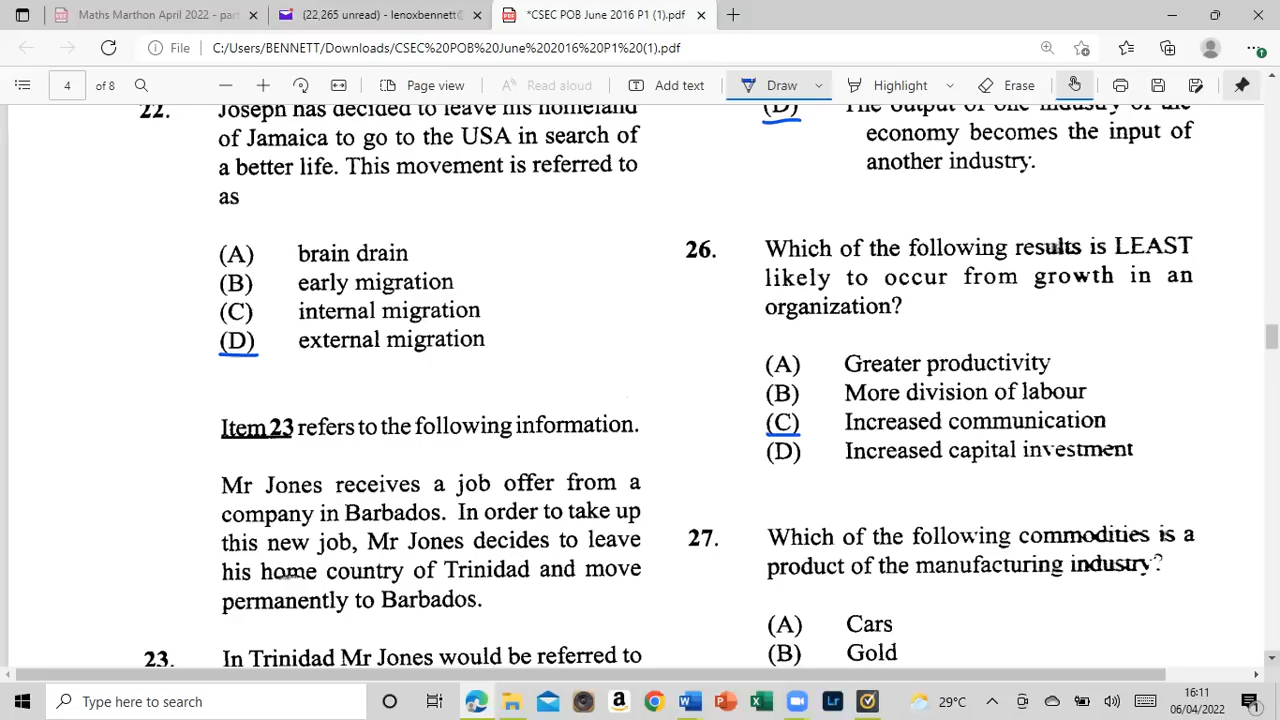 Maths Marthon April 2022 - par
(22,265 unread) - lenoxbennett@
*CSEC POB June 2016 P1 (1).pdf
File
C:/Users/BENNETT/Downloads/CSEC%20POB%20June%202016%20P1%20(1).pdf
4 of 8
Page view
Read aloud
Add text
Draw
Highlight
Erase
22. Joseph has decided to leave his homeland
of Jamaica to go to the USA in search of
a better life. This movement is referred to
as
(A) brain drain
(B) early migration
(C) internal migration
(D) external migration
Item 23 refers to the following information.
Mr Jones receives a job offer from a
company in Barbados. In order to take up
this new job, Mr Jones decides to leave
his home country of Trinidad and move
permanently to Barbados.
23. In Trinidad Mr Jones would be referred to
(D) The output of one industry of the
economy becomes the input of
another industry.
26. Which of the following results is LEAST
likely to occur from growth in an
organization?
(A) Greater productivity
(B) More division of labour
(C) Increased communication
(D) Increased capital investment
27. Which of the following commodities is a
product of the manufacturing industry?
(A) Cars
(B) Gold
Type here to search
29°C
16:11
06/04/2022